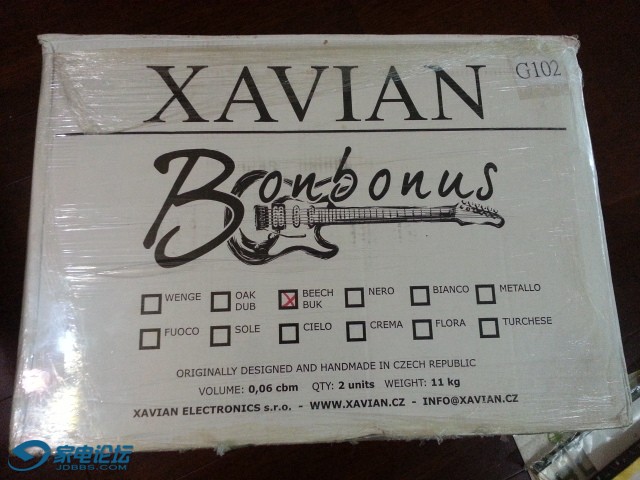 XAVIAN
G102
Bonbonus
WENGE OAK DUB BEECH BUK NERO BIANCO METALLO
FUOCO SOLE CIELO CREMA FLORA TURCHESE
ORIGINALLY DESIGNED AND HANDMADE IN CZECH REPUBLIC
VOLUME: 0,06 cbm QTY: 2 units WEIGHT: 11 kg
XAVIAN ELECTRONICS s.r.o. - WWW.XAVIAN.CZ - INFO@XAVIAN.CZ
家电论坛
JDBBS.COM